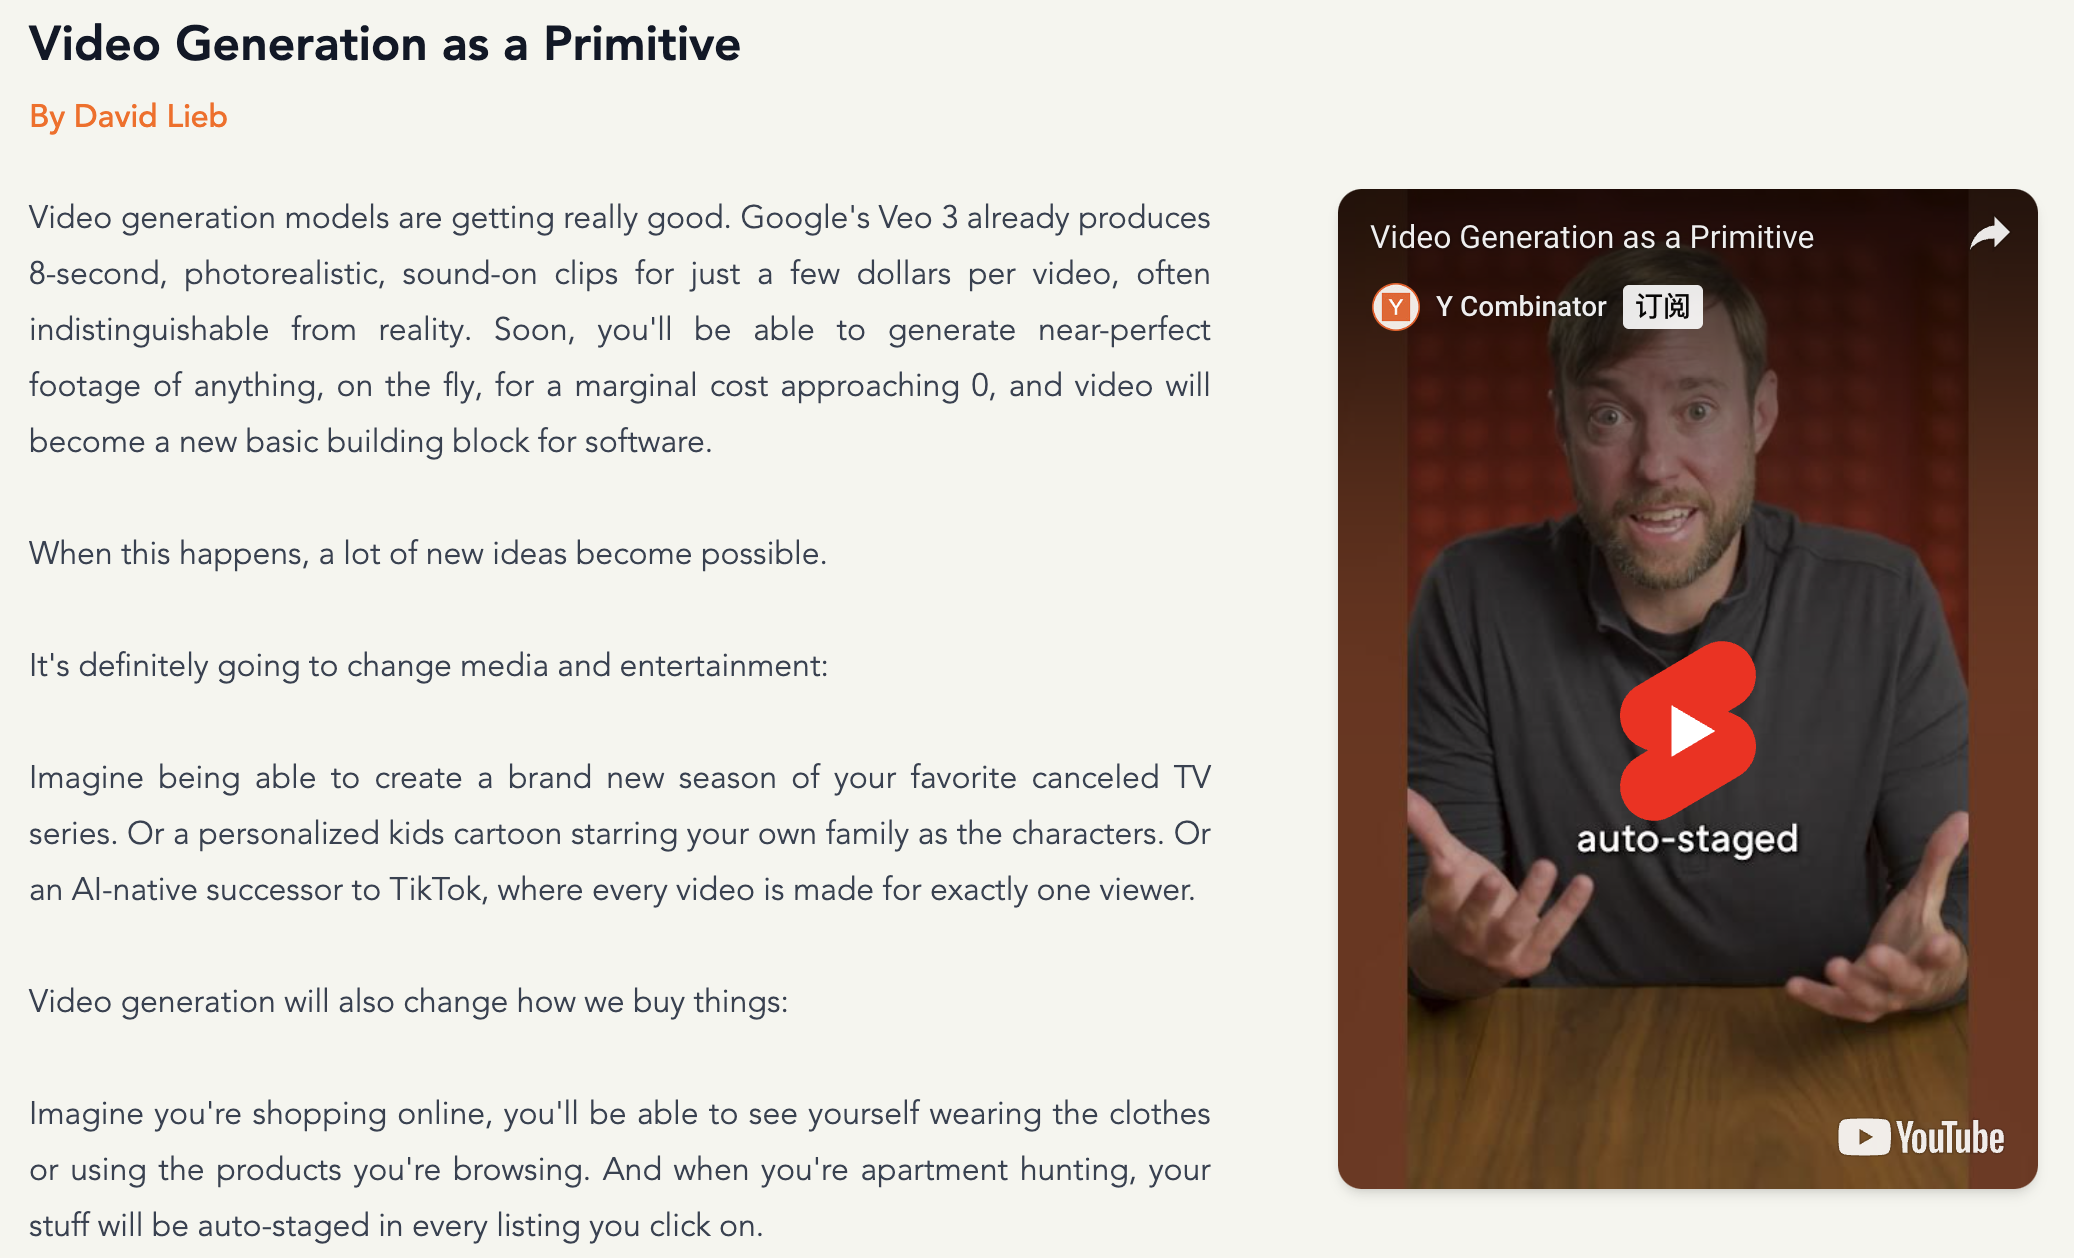 Video Generation as a Primitive
By David Lieb
Video generation models are getting really good. Google's Veo 3 already produces
8-second, photorealistic, sound-on clips for just a few dollars per video, often
indistinguishable from reality. Soon, you'll be able to generate near-perfect
footage of anything, on the fly, for a marginal cost approaching 0, and video will
become a new basic building block for software.
When this happens, a lot of new ideas become possible.
It's definitely going to change media and entertainment:
Imagine being able to create a brand new season of your favorite canceled TV
series. Or a personalized kids cartoon starring your own family as the characters. Or
an AI-native successor to TikTok, where every video is made for exactly one viewer.
Video generation will also change how we buy things:
Imagine you're shopping online, you'll be able to see yourself wearing the clothes
or using the products you're browsing. And when you're apartment hunting, your
stuff will be auto-staged in every listing you click on.
Video Generation as a Primitive
Y
Y Combinator 订阅
auto-staged
YouTube